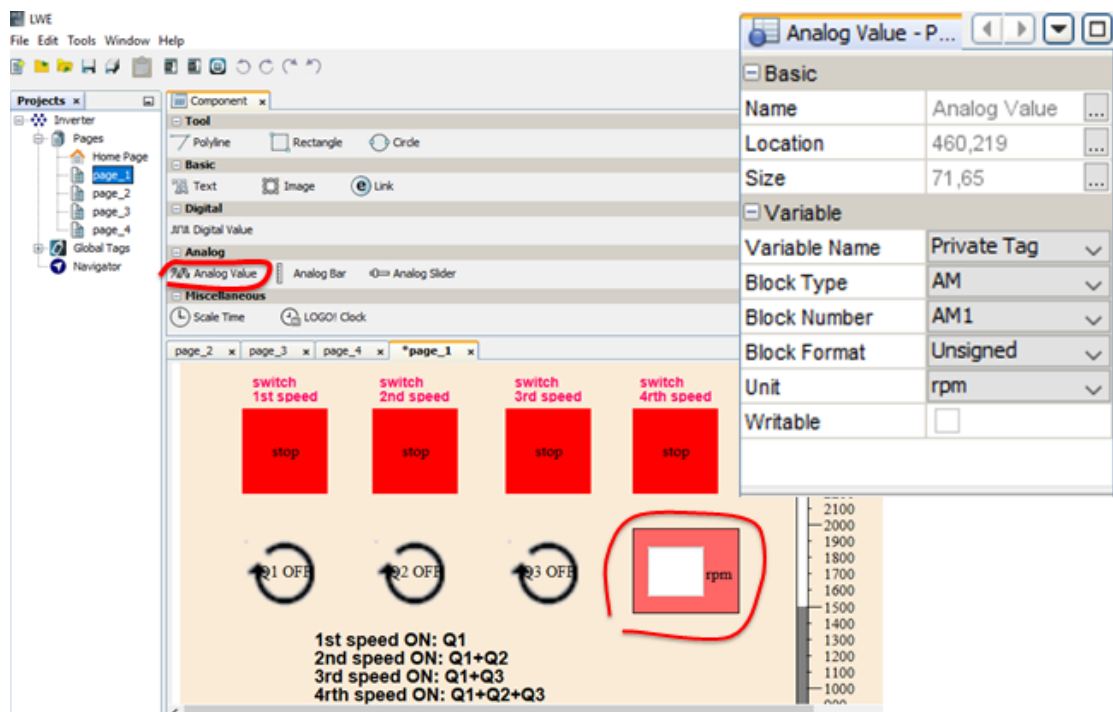 LWE
File Edit Tools Window Help
Projects
Inverter
Pages
Home Page
page_1
page_2
page_3
page_4
Global Tags
Navigator
Component
Tool
Polyline Rectangle Circle
Basic
Text Image Link
Digital
Digital Value
Analog
Analog Value Analog Bar Analog Slider
Miscellaneous
Scale Time LOGO! Clock
page_2 page_3 page_4 *page_1
switch switch switch switch
1st speed 2nd speed 3rd speed 4rth speed
stop stop stop stop
Q1 OFF Q2 OFF Q3 OFF rpm
1st speed ON: Q1
2nd speed ON: Q1+Q2
3rd speed ON: Q1+Q3
4rth speed ON: Q1+Q2+Q3
2100
2000
1900
1800
1700
1600
1500
1400
1300
1200
1100
1000
Analog Value - P...
Basic
Name Analog Value ...
Location 460,219 ...
Size 71,65 ...
Variable
Variable Name Private Tag
Block Type AM
Block Number AM1
Block Format Unsigned
Unit rpm
Writable